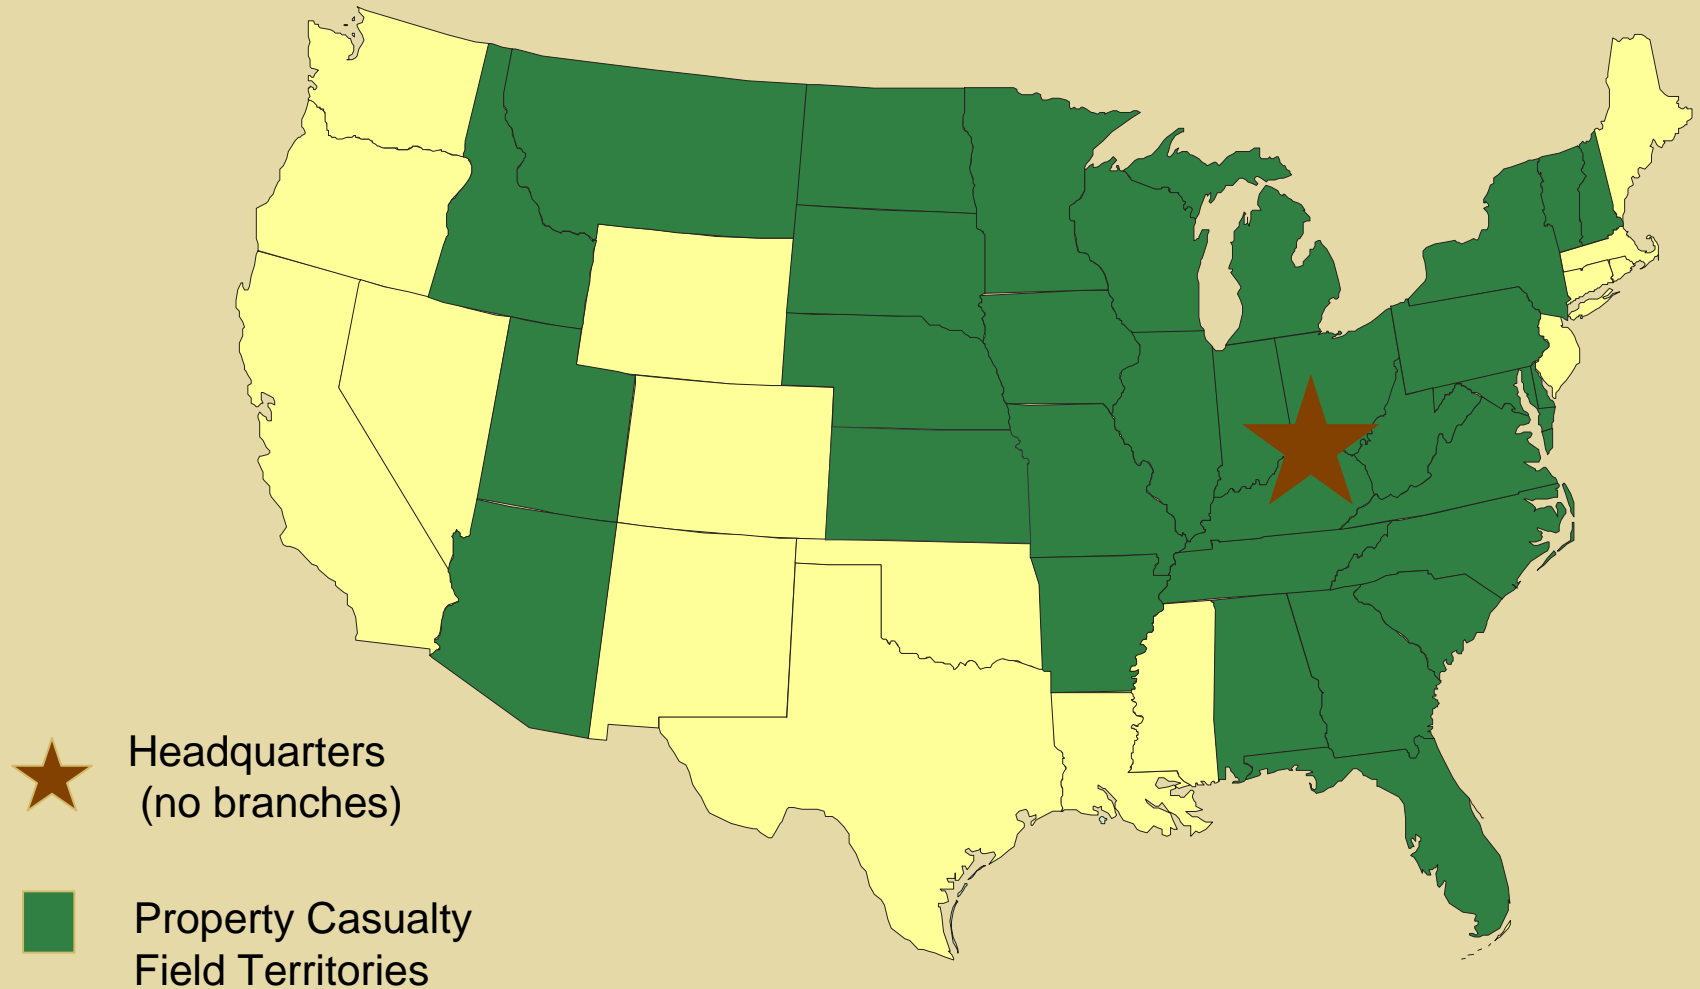 Headquarters
(no branches)
Property Casualty
Field Territories